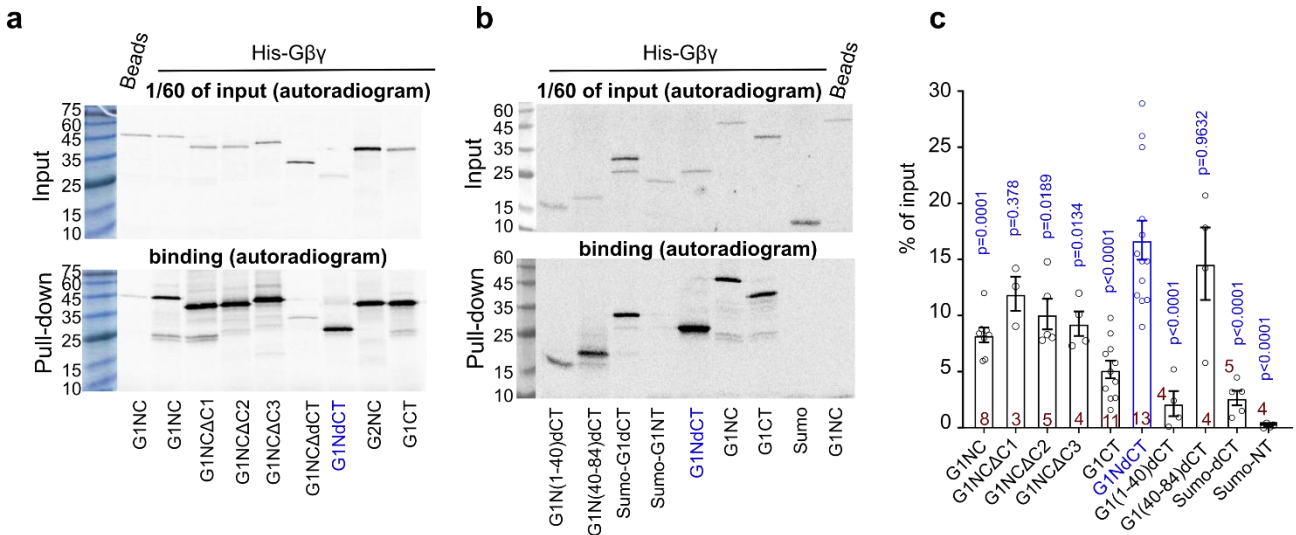 a
Beads
His-Gβγ
1/60 of input (autoradiogram)
75
60
45
35
25
15
10
Input
binding (autoradiogram)
75
60
45
35
25
15
10
Pull-down
G1NC
G1NC
G1NCΔC1
G1NCΔC2
G1NCΔC3
G1NCΔdCT
G1NdCT
G2NC
G1CT
b
His-Gβγ
Beads
1/60 of input (autoradiogram)
60
45
35
25
15
10
Input
binding (autoradiogram)
60
45
35
25
15
10
Pull-down
G1N(1-40)dCT
G1N(40-84)dCT
Sumo-G1dCT
Sumo-G1NT
G1NdCT
G1NC
G1CT
Sumo
G1NC
c
% of input
30
25
20
15
10
5
0
p=0.0001
p=0.378
p=0.0189
p=0.0134
p<0.0001
p<0.0001
p=0.9632
p<0.0001
p<0.0001
8
3
5
4
11
13
4
4
5
4
G1NC
G1NCΔC1
G1NCΔC2
G1NCΔC3
G1CT
G1NdCT
G1(1-40)dCT
G1(40-84)dCT
Sumo-dCT
Sumo-NT